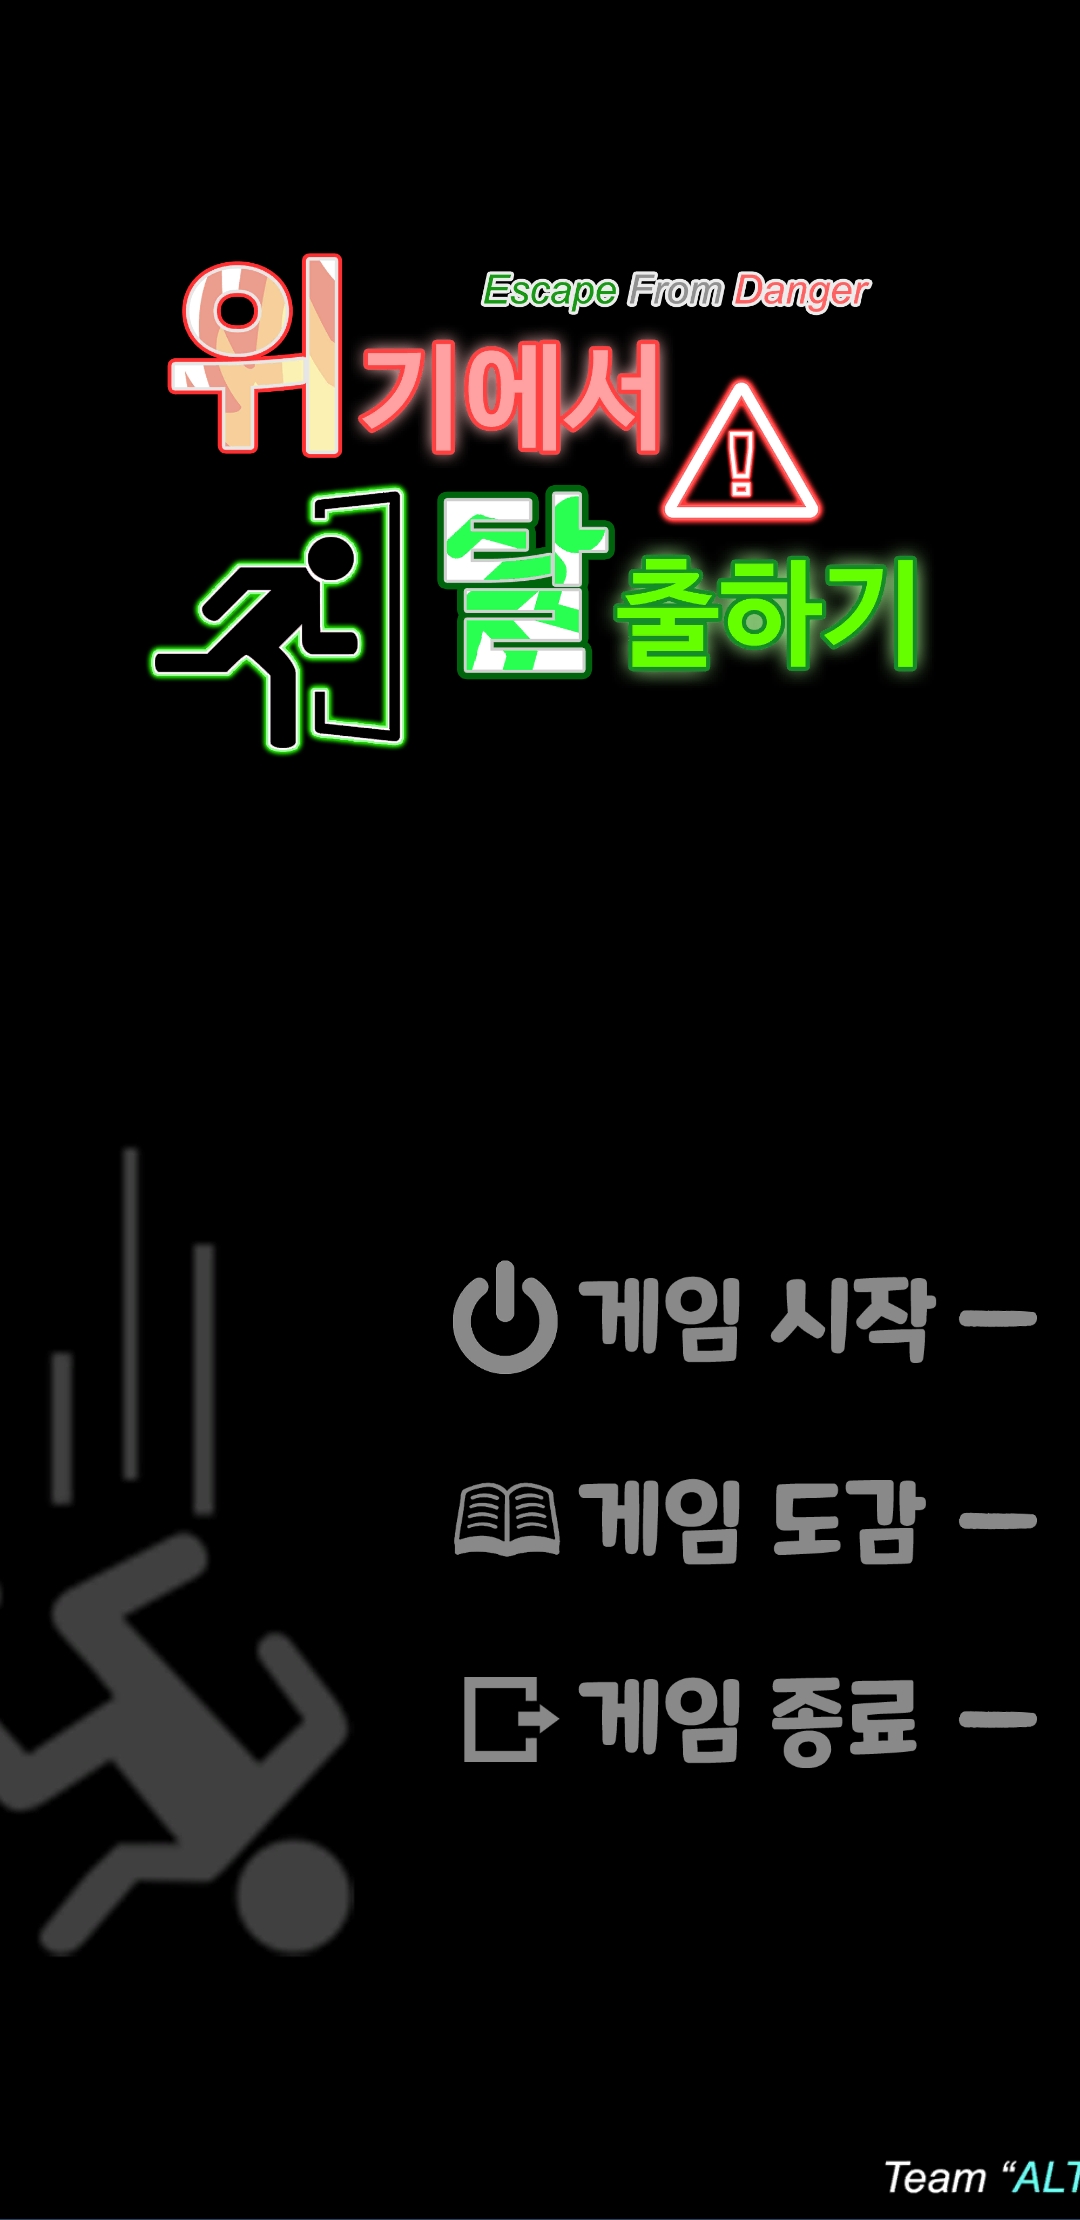 Escape From Danger
위기에서
탈출하기
게임 시작 —
게임 도감 —
게임 종료 —
Team “ALT